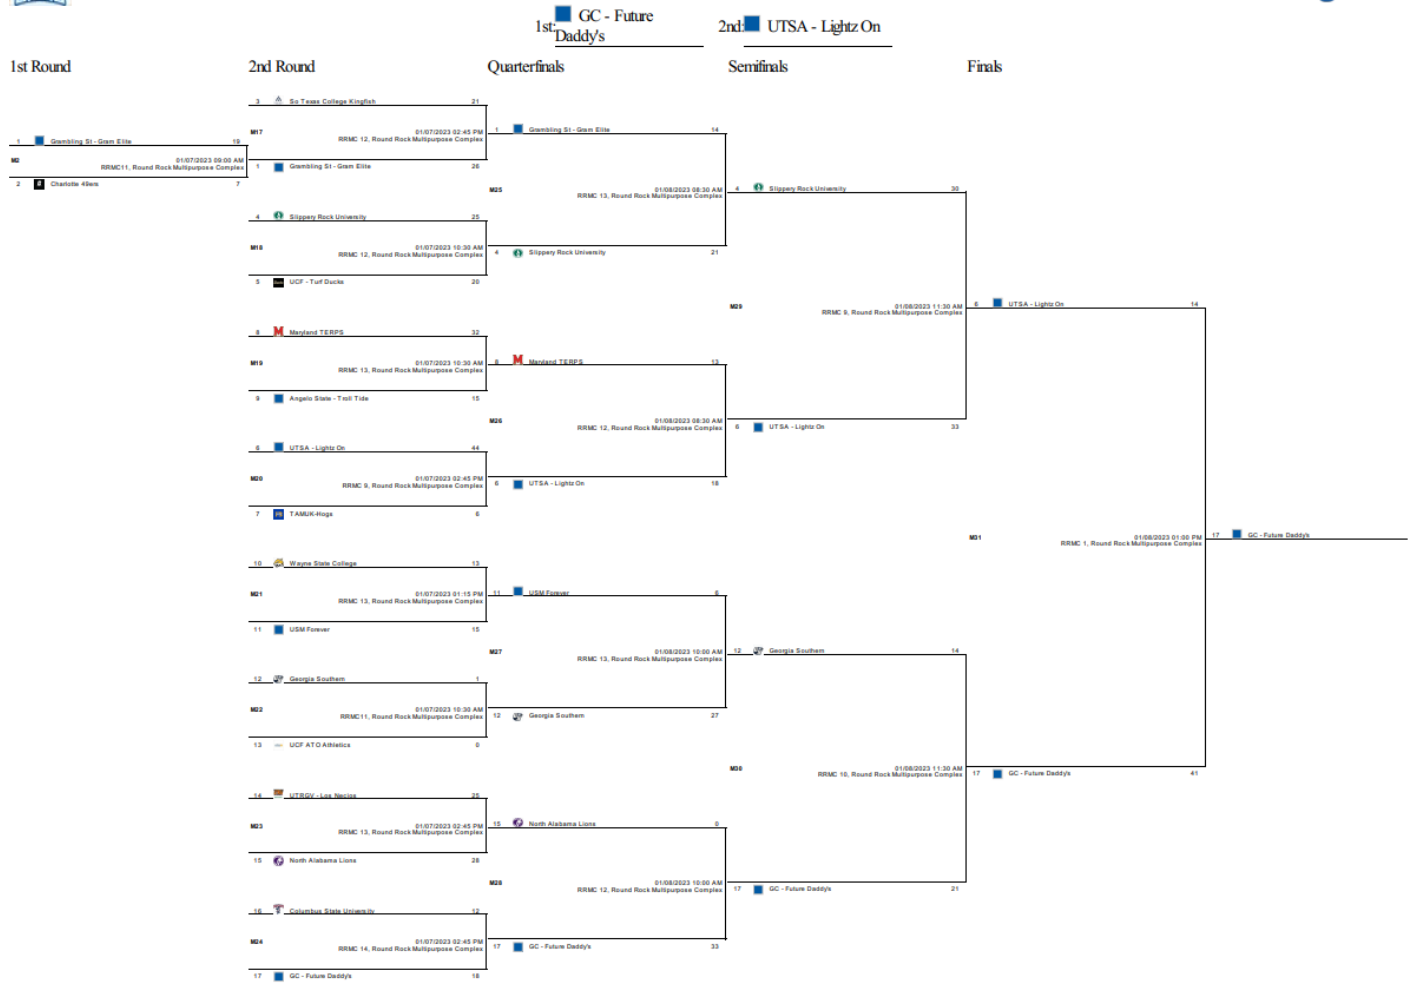 1st: GC - Future Daddy's
2nd: UTSA - Lightz On
1st Round
2nd Round
Quarterfinals
Semifinals
Finals
1 Grambling St - Gram Elite 19
M2 01/07/2023 09:00 AM
RRMC11, Round Rock Multipurpose Complex
2 Charlotte 49ers 7
3 So Texas College Kingfish 21
M17 01/07/2023 02:45 PM
RRMC 12, Round Rock Multipurpose Complex
1 Grambling St - Gram Elite 26
4 Slippery Rock University 25
M18 01/07/2023 10:30 AM
RRMC 12, Round Rock Multipurpose Complex
5 UCF - Turf Ducks 20
8 Maryland TERPS 32
M19 01/07/2023 10:30 AM
RRMC 13, Round Rock Multipurpose Complex
9 Angelo State - Troll Tide 15
6 UTSA - Lightz On 44
M20 01/07/2023 02:45 PM
RRMC 9, Round Rock Multipurpose Complex
7 TAMUK-Hogs 6
10 Wayne State College 13
M21 01/07/2023 01:15 PM
RRMC 13, Round Rock Multipurpose Complex
11 USM Forever 15
12 Georgia Southern 1
M22 01/07/2023 10:30 AM
RRMC11, Round Rock Multipurpose Complex
13 UCF ATO Athletics 0
14 UTRGV - Los Necios 25
M23 01/07/2023 02:45 PM
RRMC 13, Round Rock Multipurpose Complex
15 North Alabama Lions 28
16 Columbus State University 12
M24 01/07/2023 02:45 PM
RRMC 14, Round Rock Multipurpose Complex
17 GC - Future Daddy's 18
1 Grambling St - Gram Elite 14
M25 01/08/2023 08:30 AM
RRMC 13, Round Rock Multipurpose Complex
4 Slippery Rock University 21
8 Maryland TERPS 13
M26 01/08/2023 08:30 AM
RRMC 12, Round Rock Multipurpose Complex
6 UTSA - Lightz On 18
11 USM Forever
M27 01/08/2023 10:00 AM
RRMC 13, Round Rock Multipurpose Complex
12 Georgia Southern 27
15 North Alabama Lions 0
M28 01/08/2023 10:00 AM
RRMC 12, Round Rock Multipurpose Complex
17 GC - Future Daddy's 33
4 Slippery Rock University 30
M29 01/08/2023 11:30 AM
RRMC 9, Round Rock Multipurpose Complex
6 UTSA - Lightz On 33
12 Georgia Southern 14
M30 01/08/2023 11:30 AM
RRMC 10, Round Rock Multipurpose Complex
17 GC - Future Daddy's 21
6 UTSA - Lightz On 14
M31 01/08/2023 01:00 PM
RRMC 1, Round Rock Multipurpose Complex
17 GC - Future Daddy's 41
17 GC - Future Daddy's